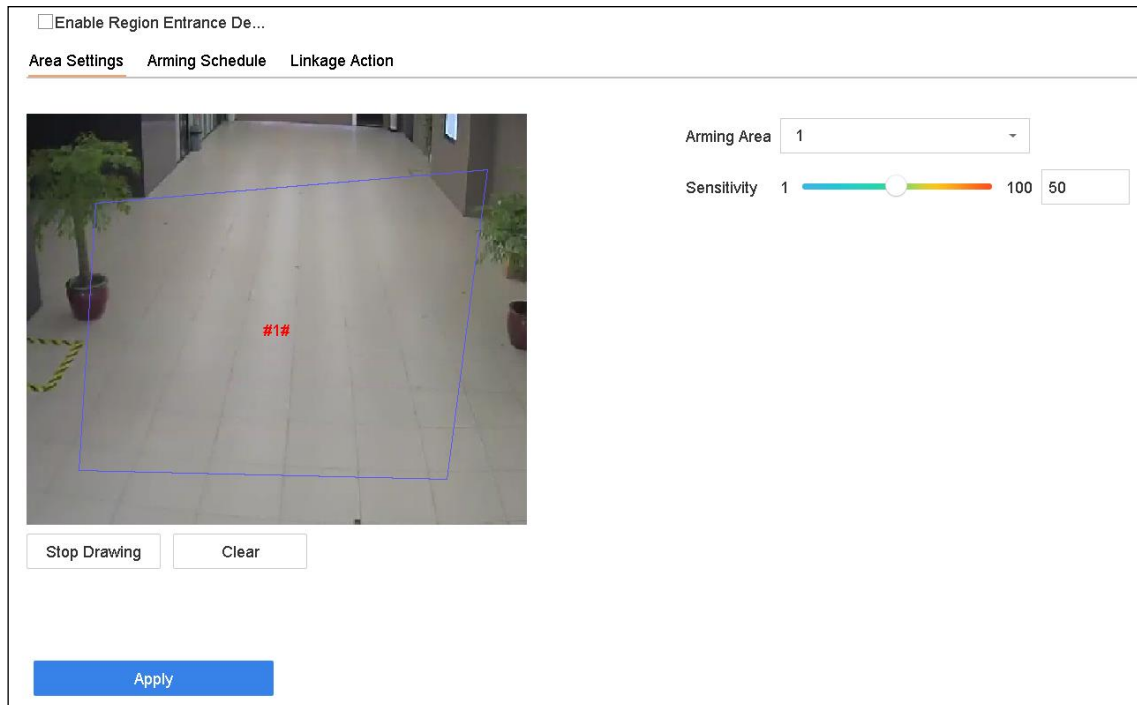 Enable Region Entrance De...
Area Settings Arming Schedule Linkage Action
Arming Area 1
Sensitivity 1 100 50
#1#
Stop Drawing Clear
Apply